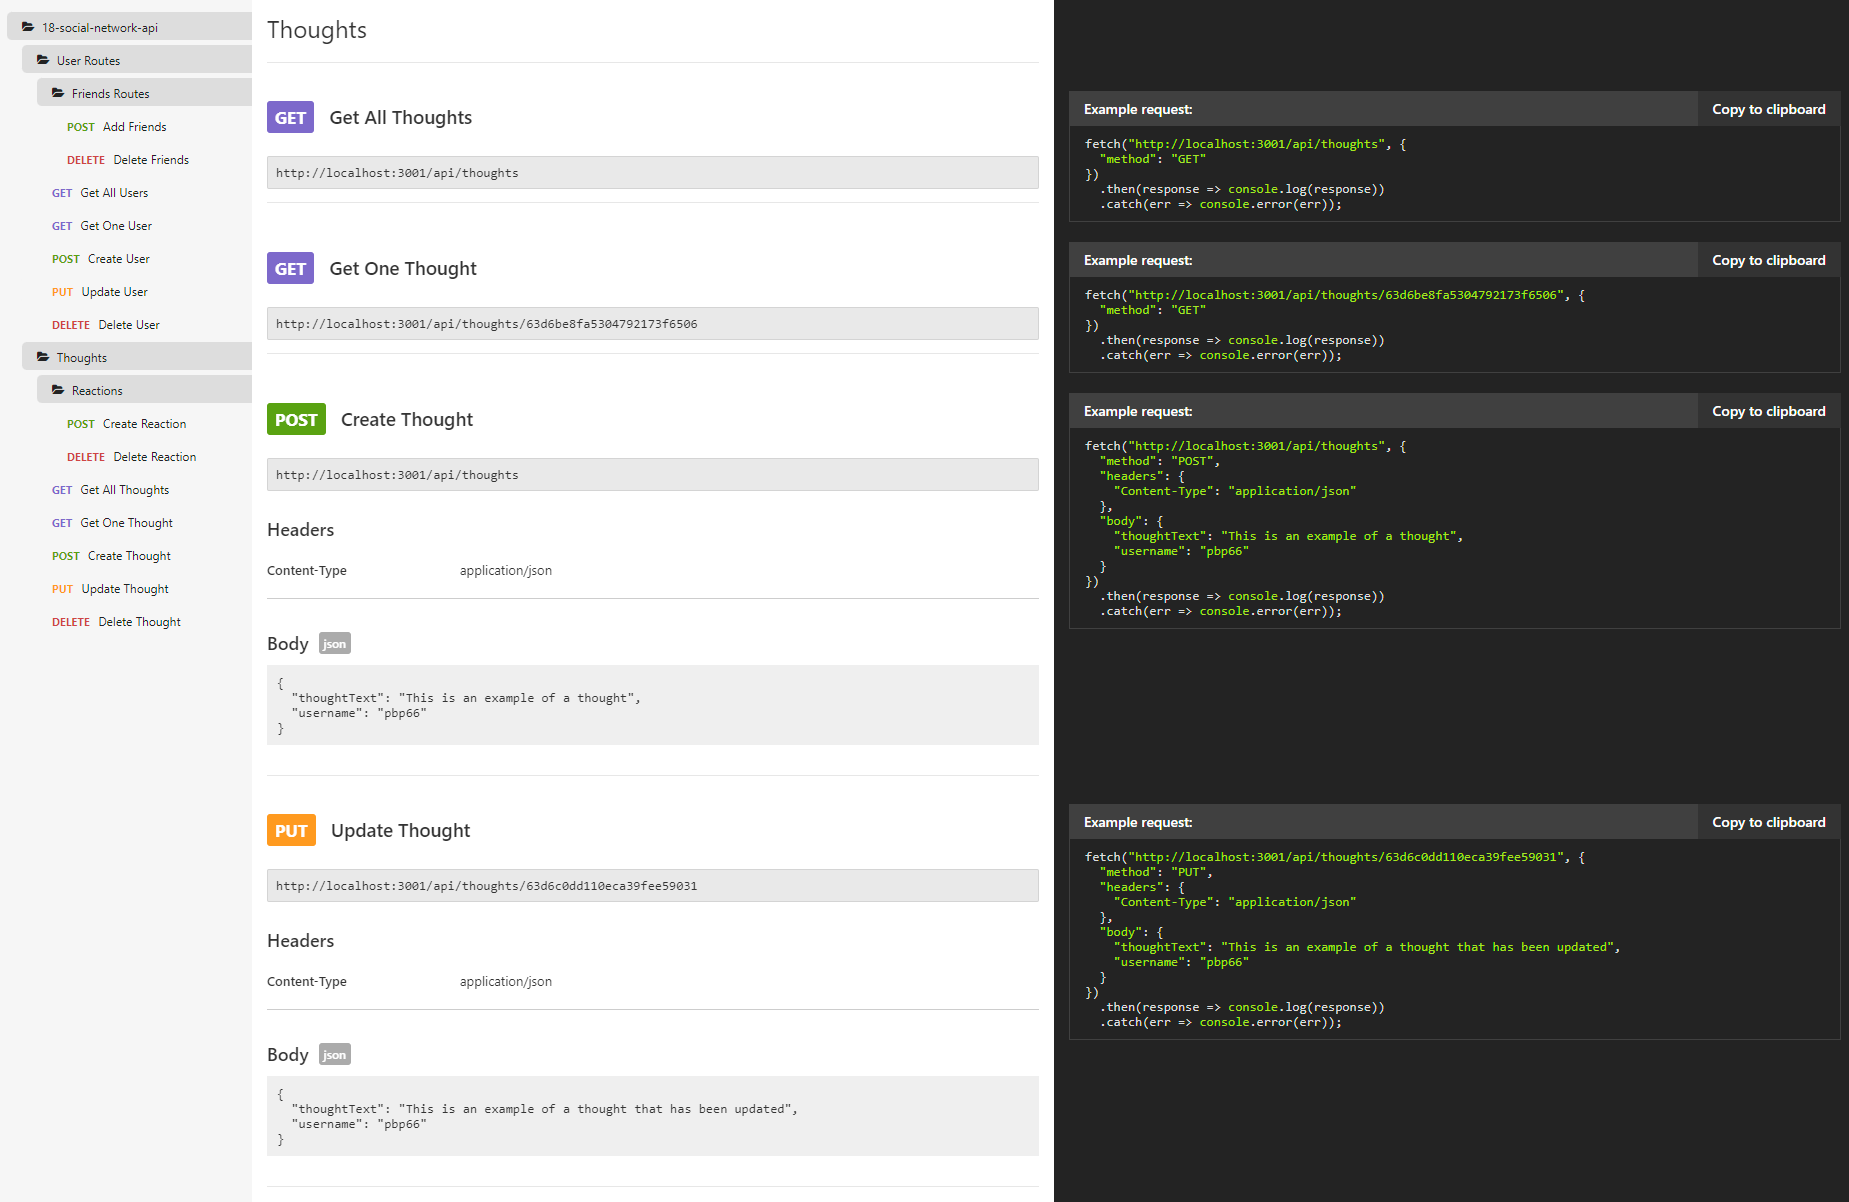 18-social-network-api
User Routes
Friends Routes
POST Add Friends
DELETE Delete Friends
GET Get All Users
GET Get One User
POST Create User
PUT Update User
DELETE Delete User
Thoughts
Reactions
POST Create Reaction
DELETE Delete Reaction
GET Get All Thoughts
GET Get One Thought
POST Create Thought
PUT Update Thought
DELETE Delete Thought
Thoughts
GET Get All Thoughts
http://localhost:3001/api/thoughts
GET Get One Thought
http://localhost:3001/api/thoughts/63d6be8fa5304792173f6506
POST Create Thought
http://localhost:3001/api/thoughts
Headers
Content-Type application/json
Body json
{
"thoughtText": "This is an example of a thought",
"username": "pbp66"
}
PUT Update Thought
http://localhost:3001/api/thoughts/63d6c0dd110eca39fee59031
Headers
Content-Type application/json
Body json
{
"thoughtText": "This is an example of a thought that has been updated",
"username": "pbp66"
}
Example request: Copy to clipboard
fetch("http://localhost:3001/api/thoughts", {
"method": "GET"
})
.then(response => console.log(response))
.catch(err => console.error(err));
Example request: Copy to clipboard
fetch("http://localhost:3001/api/thoughts/63d6be8fa5304792173f6506", {
"method": "GET"
})
.then(response => console.log(response))
.catch(err => console.error(err));
Example request: Copy to clipboard
fetch("http://localhost:3001/api/thoughts", {
"method": "POST",
"headers": {
"Content-Type": "application/json"
},
"body": {
"thoughtText": "This is an example of a thought",
"username": "pbp66"
}
})
.then(response => console.log(response))
.catch(err => console.error(err));
Example request: Copy to clipboard
fetch("http://localhost:3001/api/thoughts/63d6c0dd110eca39fee59031", {
"method": "PUT",
"headers": {
"Content-Type": "application/json"
},
"body": {
"thoughtText": "This is an example of a thought that has been updated",
"username": "pbp66"
}
})
.then(response => console.log(response))
.catch(err => console.error(err));